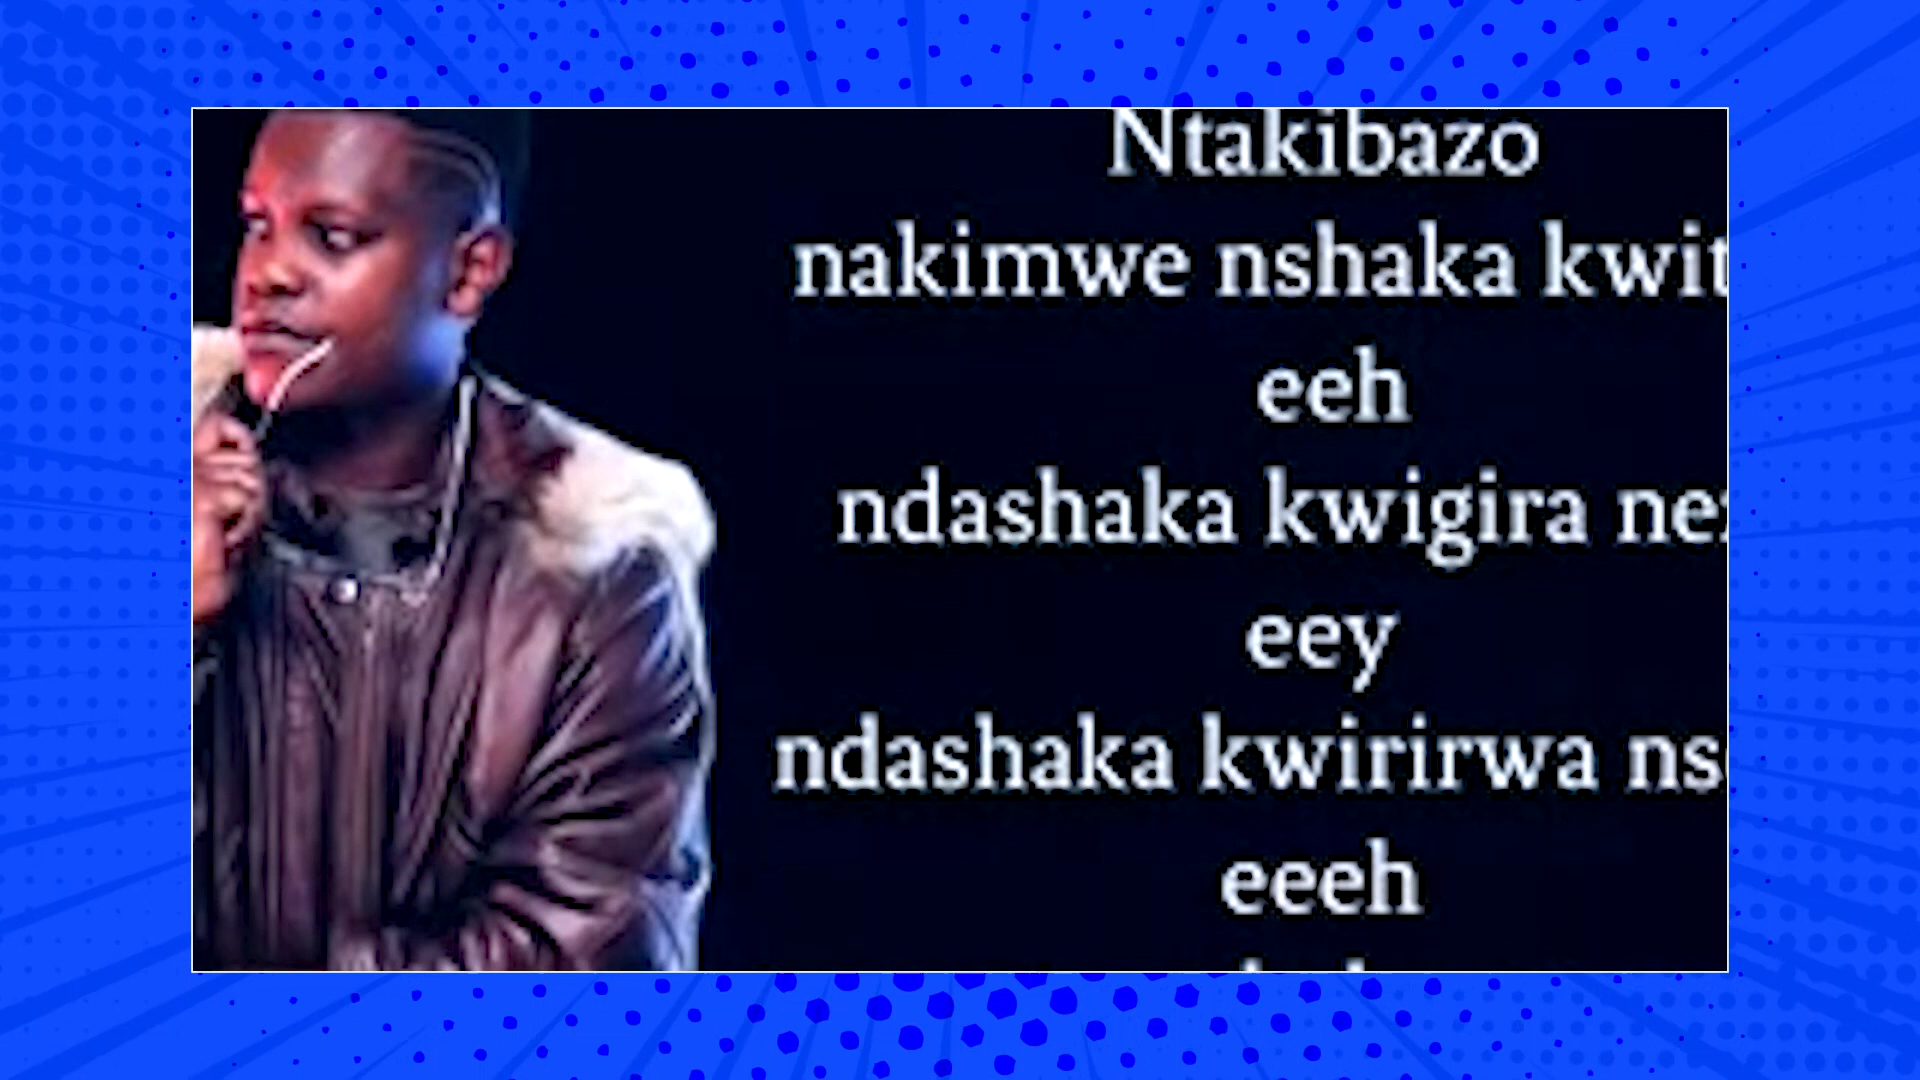 Ntakibazo
nakimwe nshaka
eeh
ndashaka kwigira
eey
ndashaka kwirirwa
eeeh